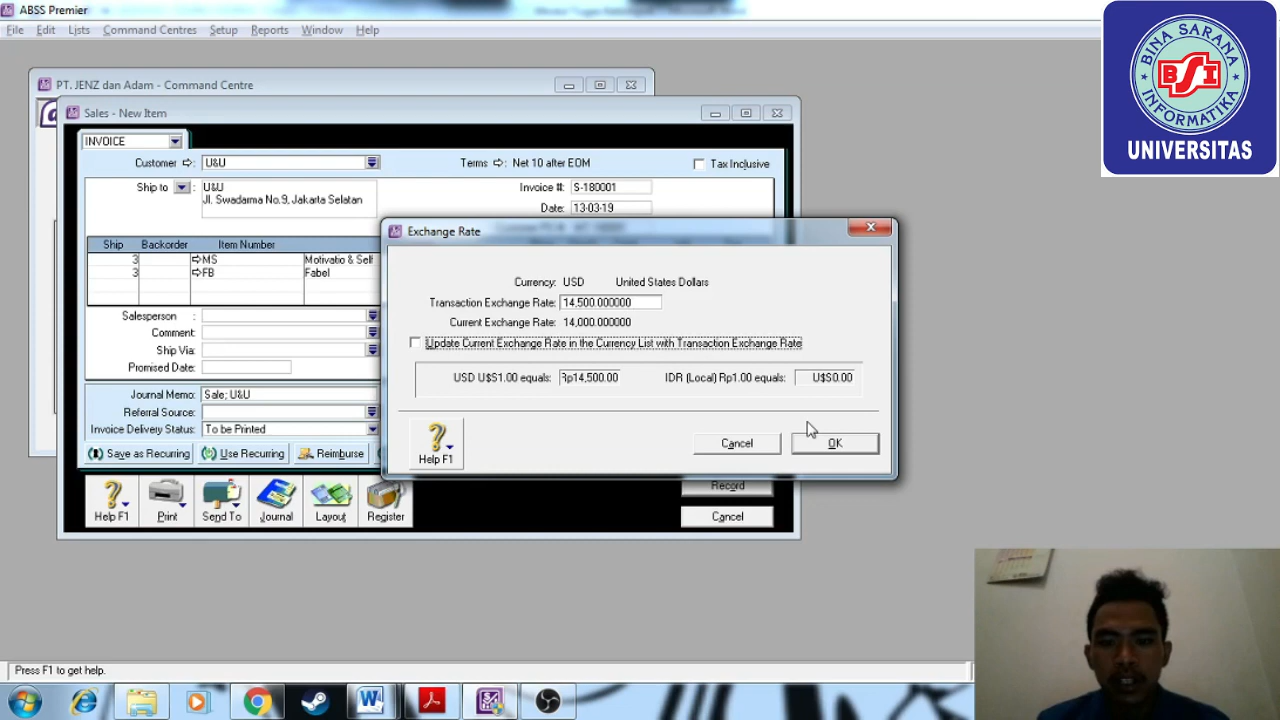 ABSS Premier
File Edit Lists Command Centres Setup Reports Window Help
PT. JENZ dan Adam - Command Centre
Sales - New Item
INVOICE
Customer U&U Terms Net 10 after EOM Tax Inclusive
Ship to : U&U Invoice #: S-180001
Jl. Swadarma No.9, Jakarta Selatan
Date: 13-03-19
Ship Backorder Item Number
3 MS Motivatio & Self
3 FB Fabel
Salesperson :
Comment:
Ship Via:
Promised Date:
Journal Memo: Sale; U&U
Referral Source:
Invoice Delivery Status: To be Printed
Save as Recurring Use Recurring Reimburse
Help F1 Print Send To Journal Layout Register
Record
Cancel
Exchange Rate
Currency: USD United States Dollars
Transaction Exchange Rate: 14.500.000000
Current Exchange Rate: 14,000.000000
Update Current Exchange Rate in the Currency List with Transaction Exchange Rate
USD U$S1.00 equals: Rp14,500.00 IDR (Local) Rp1.00 equals: U$S0.00
Help F1 Cancel OK
Press F1 to get help.
BINA SARANA
BSI
INFORMATIKA
UNIVERSITAS